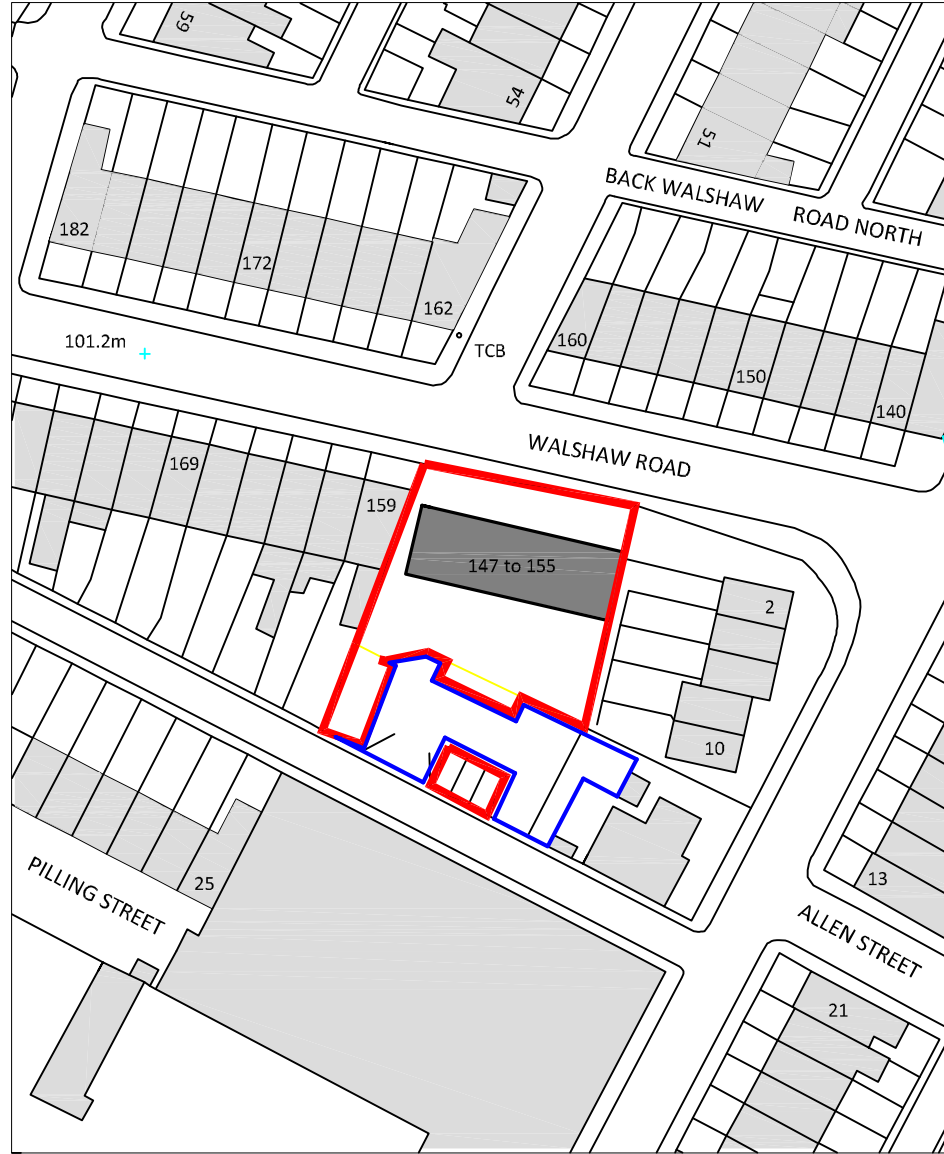 59
54
51
BACK WALSHAW
ROAD NORTH
182
172
162
101.2m
TCB
160
150
140
WALSHAW ROAD
169
159
147 to 155
2
10
PILLING STREET
25
13
ALLEN STREET
21